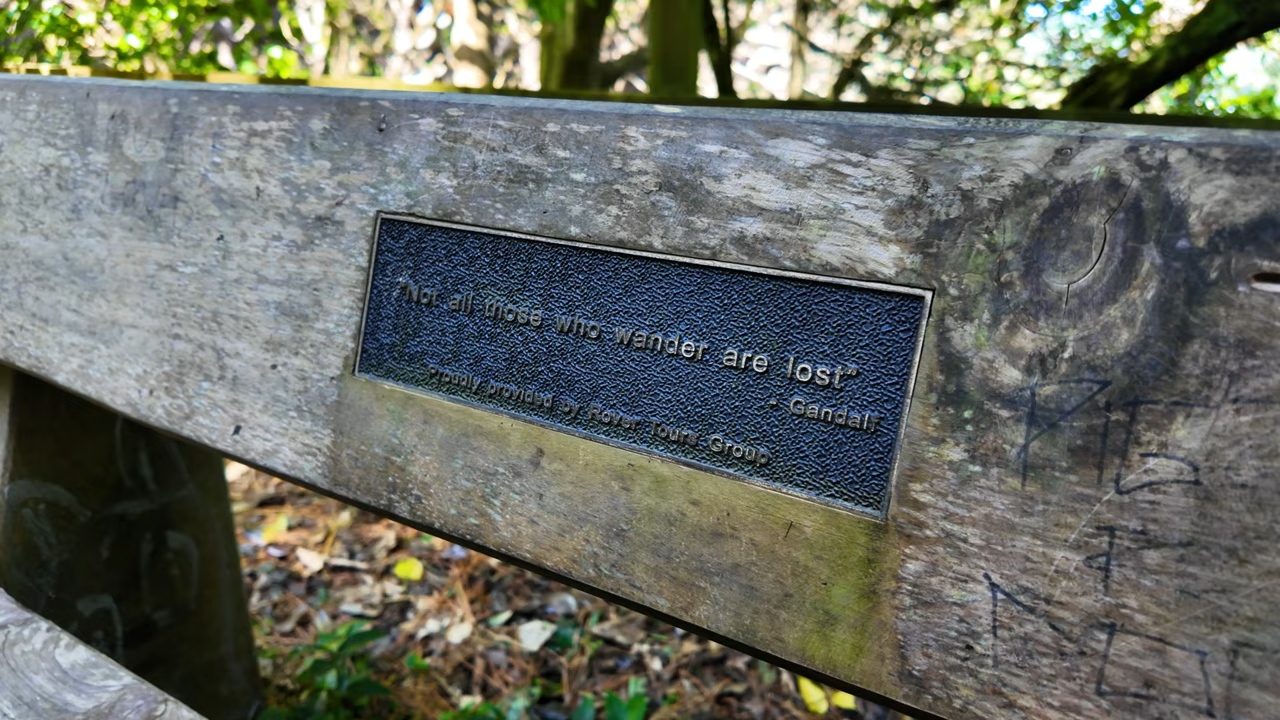 "Not all those who wander are lost"
- Gandalf
Proudly provided by Rover Tours Group